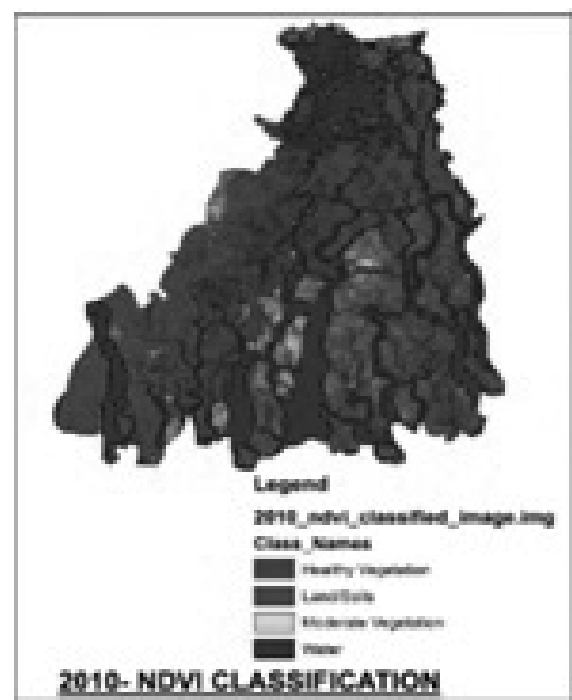 Legend
2010_ndvi_classified_image.img
Class_Names
Healthy Vegetation
Land/Soils
Moderate Vegetation
Water
2010- NDVI CLASSIFICATION